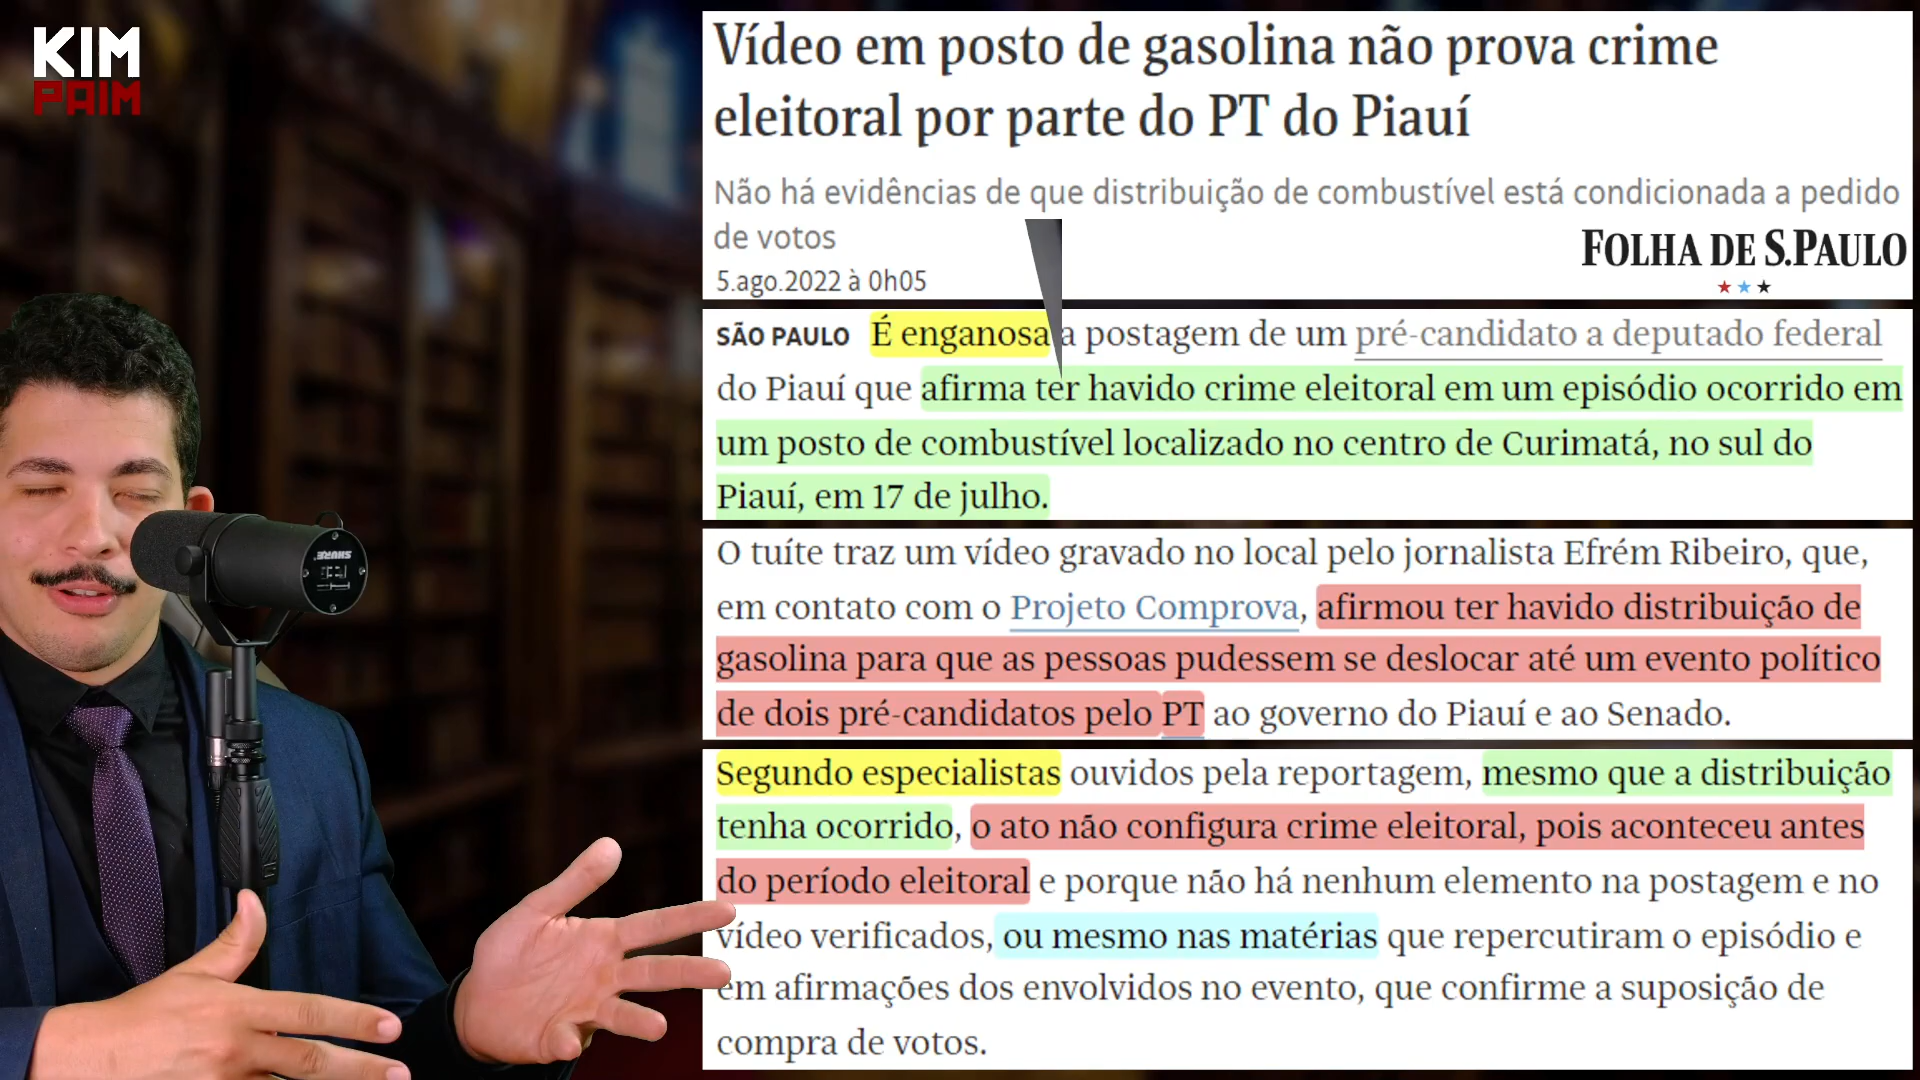 KIM
PAIM
Vídeo em posto de gasolina não prova crime
eleitoral por parte do PT do Piauí
Não há evidências de que distribuição de combustível está condicionada a pedido
de votos
FOLHA DE S.PAULO
5.ago.2022 à 0h05
SÃO PAULO É enganosa a postagem de um pré-candidato a deputado federal
do Piauí que afirma ter havido crime eleitoral em um episódio ocorrido em
um posto de combustível localizado no centro de Curimatá, no sul do
Piauí, em 17 de julho.
O tuíte traz um vídeo gravado no local pelo jornalista Efrém Ribeiro, que,
em contato com o Projeto Comprova, afirmou ter havido distribuição de
gasolina para que as pessoas pudessem se deslocar até um evento político
de dois pré-candidatos pelo PT ao governo do Piauí e ao Senado.
Segundo especialistas ouvidos pela reportagem, mesmo que a distribuição
tenha ocorrido, o ato não configura crime eleitoral, pois aconteceu antes
do período eleitoral e porque não há nenhum elemento na postagem e no
vídeo verificados, ou mesmo nas matérias que repercutiram o episódio e
em afirmações dos envolvidos no evento, que confirme a suposição de
compra de votos.
SHURE